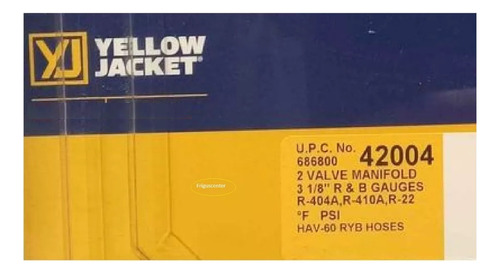 YJ YELLOW
JACKET®
U.P.C. No.
686800 42004
2 VALVE MANIFOLD
3 1/8" R & B GAUGES
R-404A,R-410A,R-22
°F PSI
HAV-60 RYB HOSES